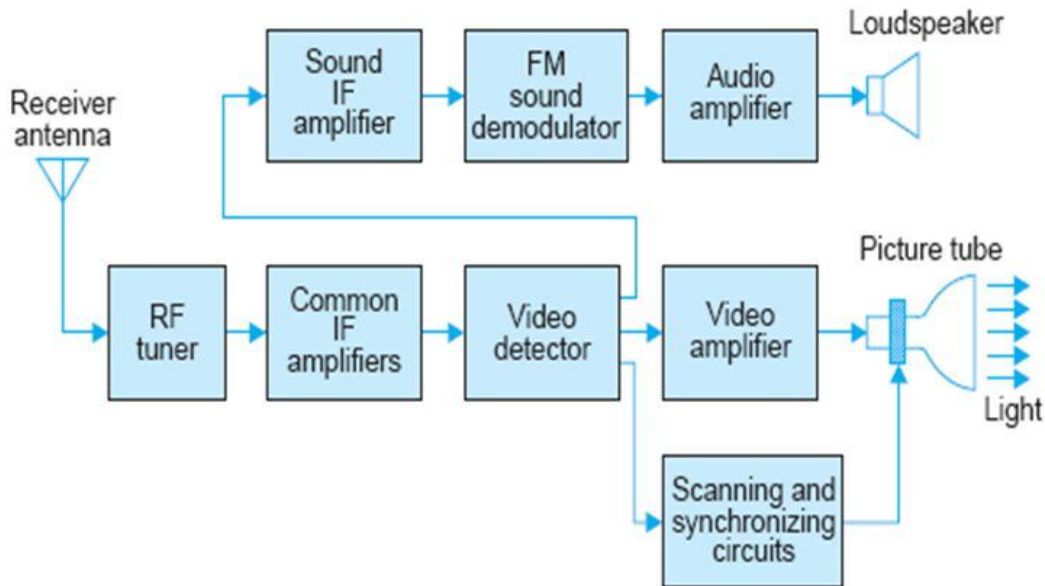 Receiver
antenna
Sound
IF
amplifier
FM
sound
demodulator
Audio
amplifier
Loudspeaker
RF
tuner
Common
IF
amplifiers
Video
detector
Video
amplifier
Picture tube
Light
Scanning and
synchronizing
circuits